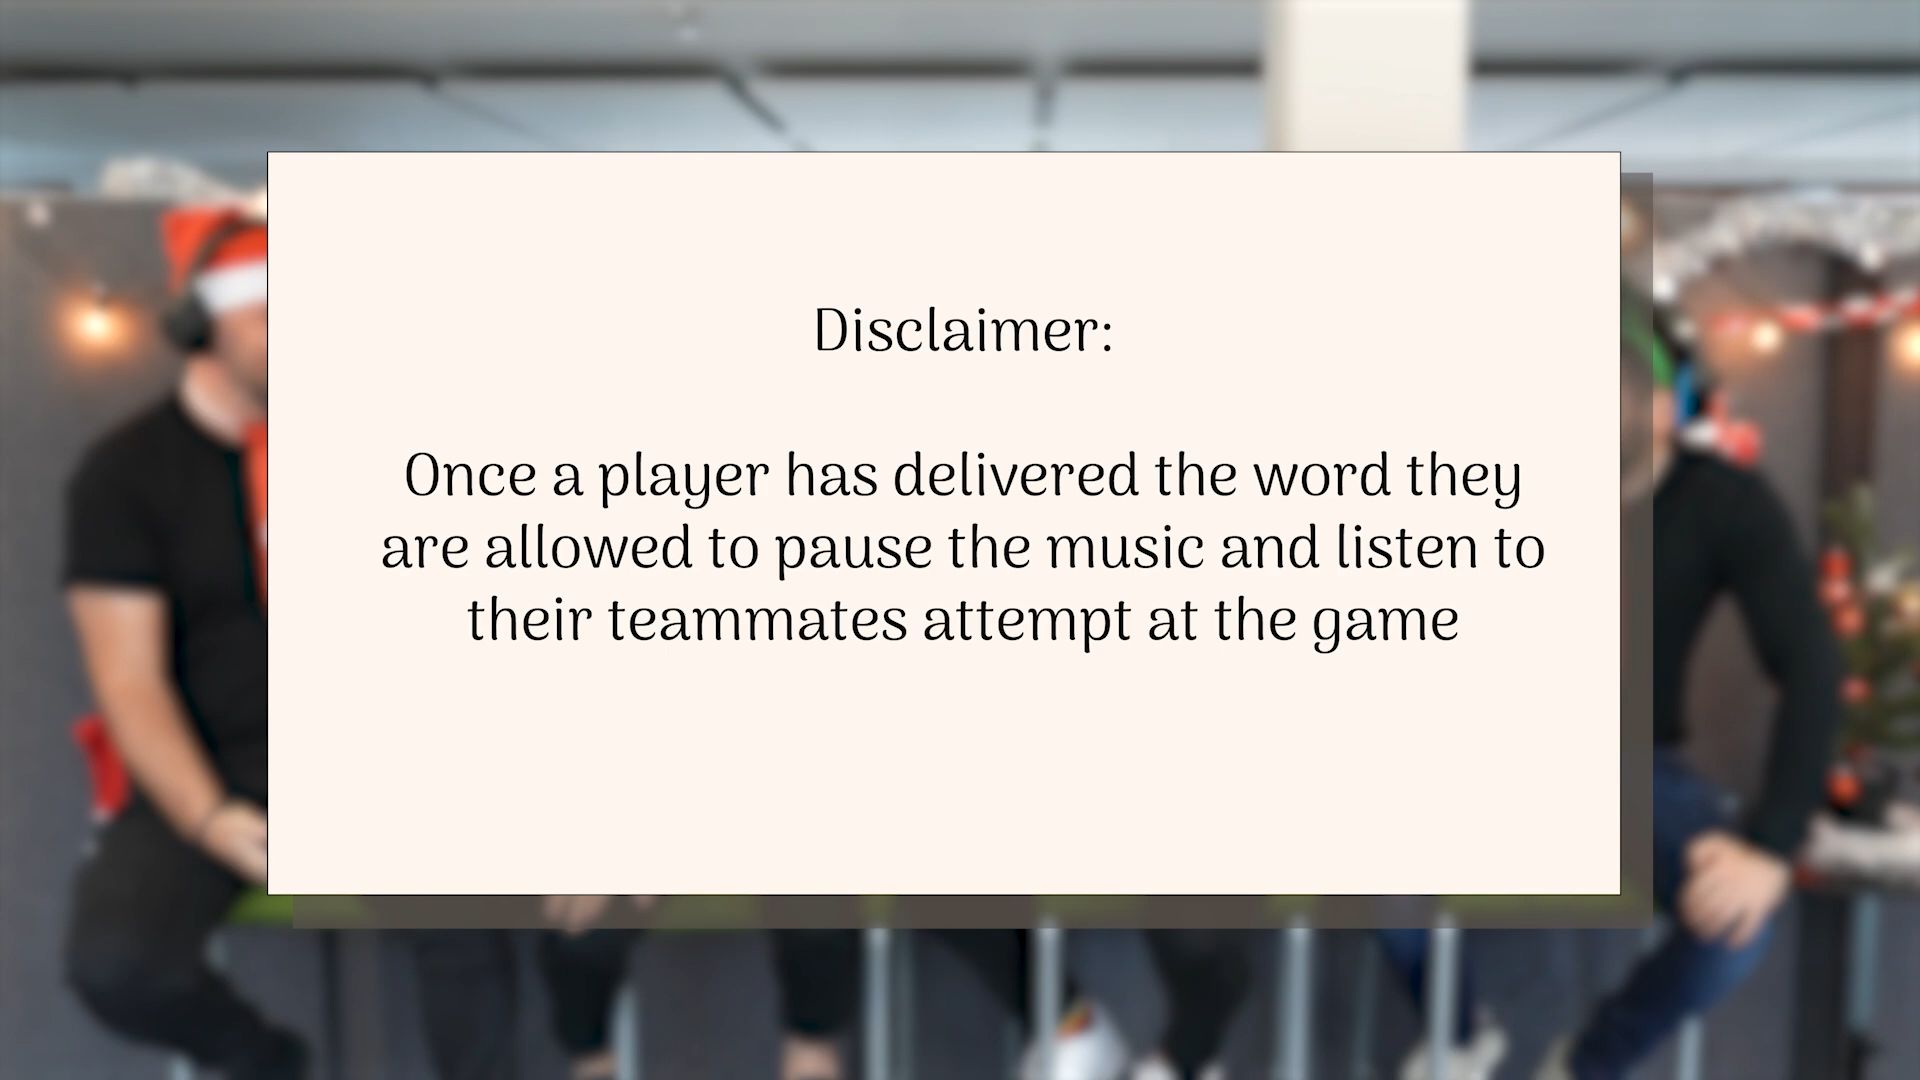 Disclaimer:
Once a player has delivered the word they
are allowed to pause the music and listen to
their teammates attempt at the game